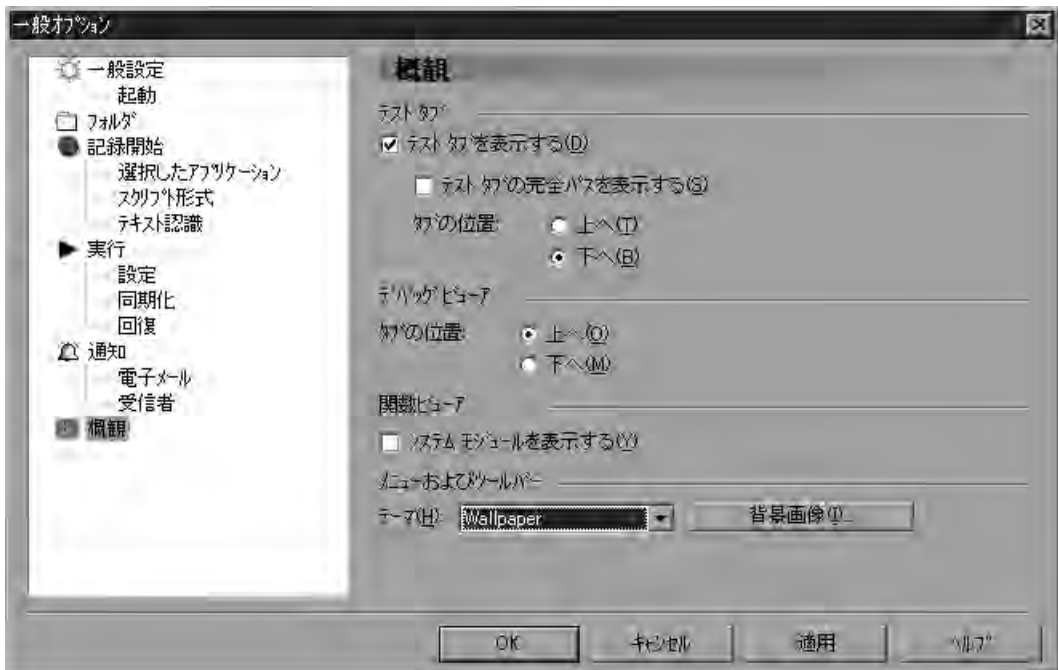 一般オプション
一般設定
起動
フォルダ
記録開始
選択したアプリケーション
スクリプト形式
テキスト認識
実行
設定
同期化
回復
通知
電子メール
受信者
概観
概観
テスト タブ
テスト タブを表示する(D)
テスト タブの完全パスを表示する(S)
タブの位置:
上へ(T)
下へ(B)
デバッグ ビューア
タブの位置:
上へ(O)
下へ(M)
関数ビューア
システム モジュールを表示する(Y)
メニューおよびツールバー
テーマ(H): Wallpaper 背景画像(I)...
OK キャンセル 適用 ヘルプ